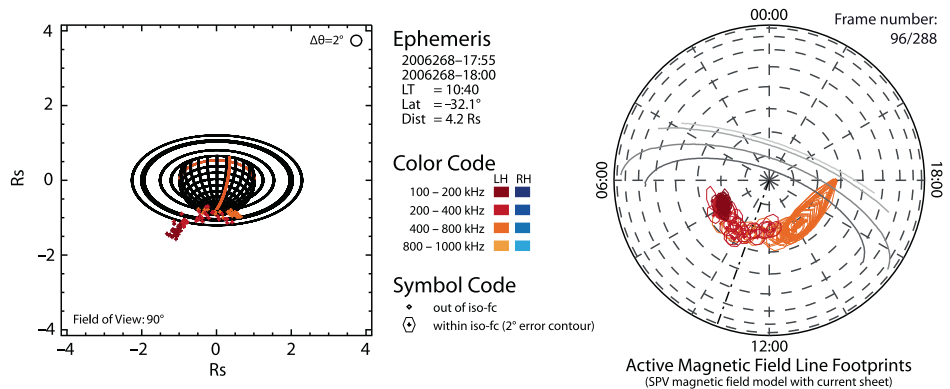 Δθ=2°
4
2
0
−2
−4
Rs
Field of View: 90°
−4
−2
0
2
4
Rs
Ephemeris
2006268–17:55
2006268–18:00
LT = 10:40
Lat = –32.1°
Dist = 4.2 Rs
Color Code
LH RH
100 – 200 kHz
200 – 400 kHz
400 – 800 kHz
800 – 1000 kHz
Symbol Code
out of iso-fc
within iso-fc (2° error contour)
Frame number:
96/288
00:00
06:00
18:00
12:00
Active Magnetic Field Line Footprints
(SPV magnetic field model with current sheet)